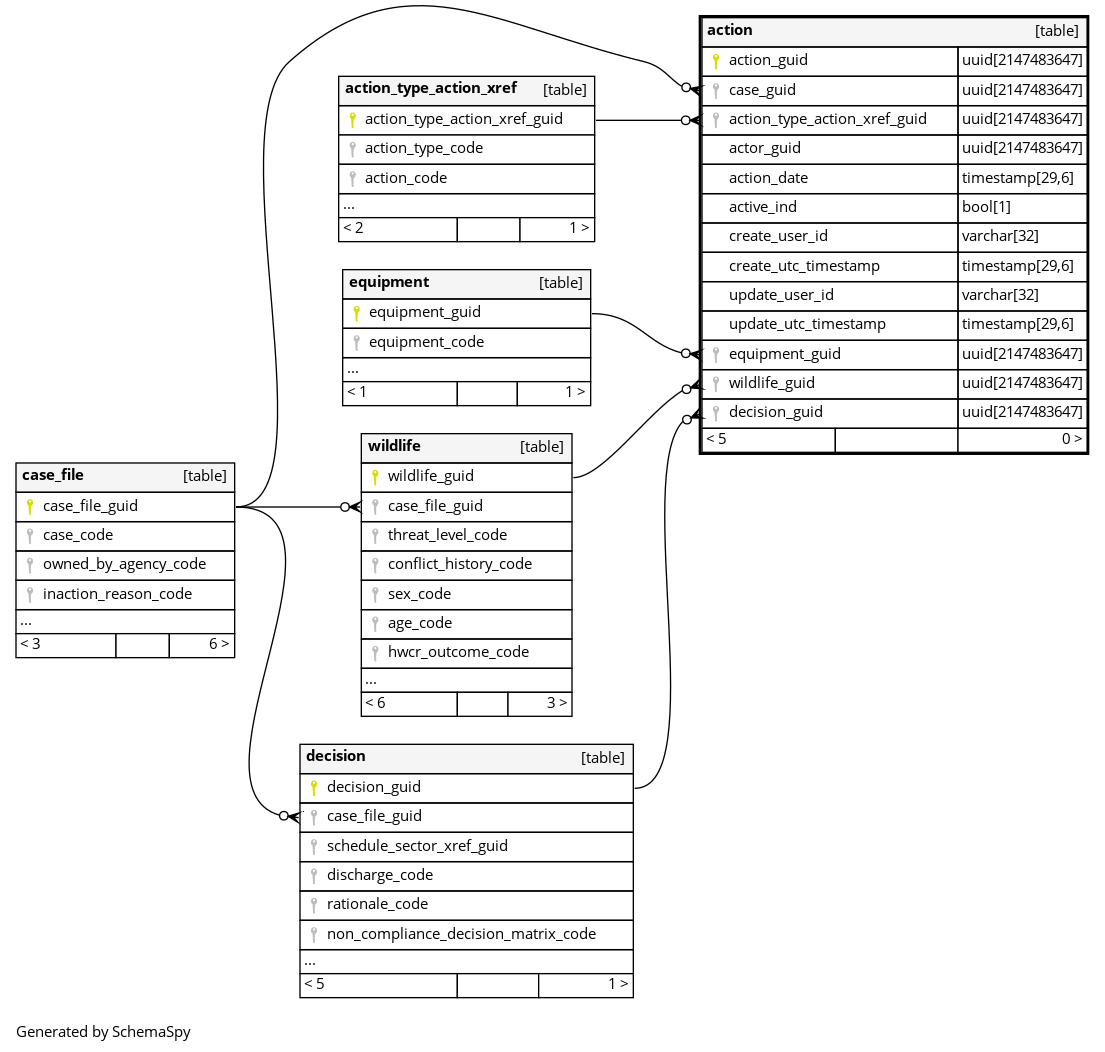 action [table]
action_guid uuid[2147483647]
case_guid uuid[2147483647]
action_type_action_xref_guid uuid[2147483647]
actor_guid uuid[2147483647]
action_date timestamp[29,6]
active_ind bool[1]
create_user_id varchar[32]
create_utc_timestamp timestamp[29,6]
update_user_id varchar[32]
update_utc_timestamp timestamp[29,6]
equipment_guid uuid[2147483647]
wildlife_guid uuid[2147483647]
decision_guid uuid[2147483647]
< 5 0 >
action_type_action_xref [table]
action_type_action_xref_guid
action_type_code
action_code
...
< 2 1 >
equipment [table]
equipment_guid
equipment_code
...
< 1 1 >
wildlife [table]
wildlife_guid
case_file_guid
threat_level_code
conflict_history_code
sex_code
age_code
hwcr_outcome_code
...
< 6 3 >
case_file [table]
case_file_guid
case_code
owned_by_agency_code
inaction_reason_code
...
< 3 6 >
decision [table]
decision_guid
case_file_guid
schedule_sector_xref_guid
discharge_code
rationale_code
non_compliance_decision_matrix_code
...
< 5 1 >
Generated by SchemaSpy